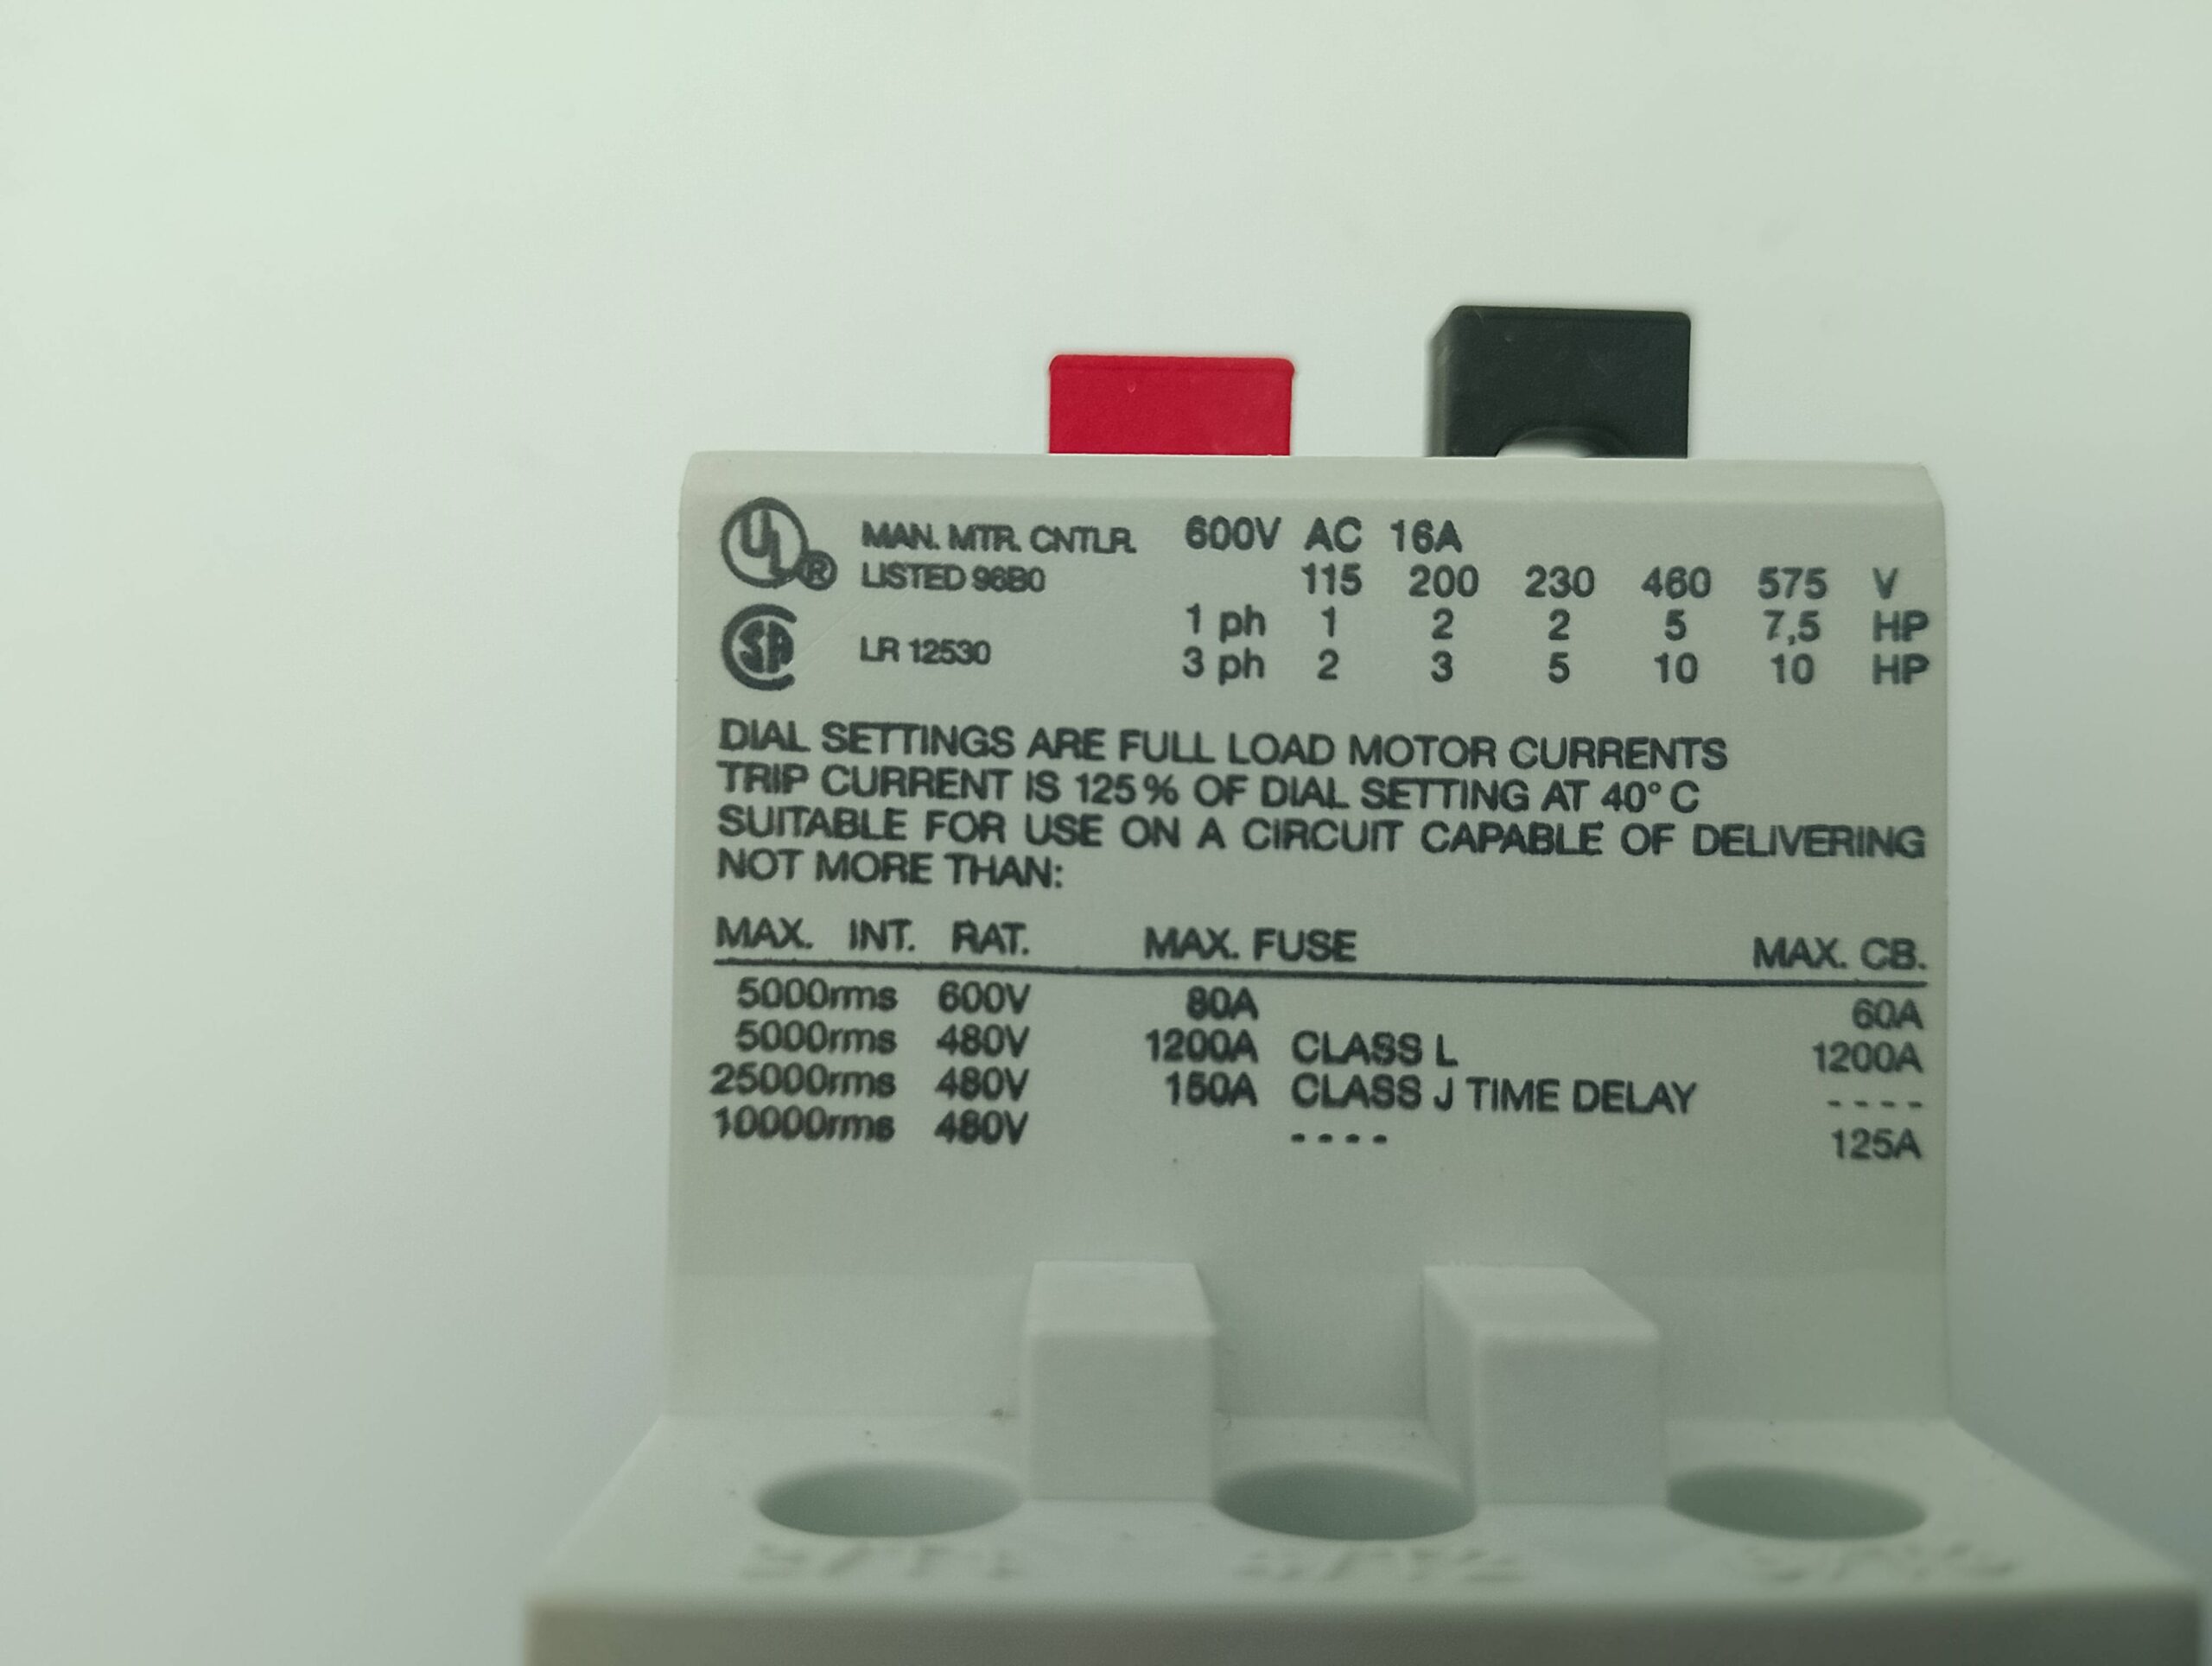 UL® MAN. MTR. CNTLR. 600V AC 16A
LISTED 96B0 115 200 230 460 575 V
1 ph 1 2 2 5 7,5 HP
SA LR 12530 3 ph 2 3 5 10 10 HP
DIAL SETTINGS ARE FULL LOAD MOTOR CURRENTS
TRIP CURRENT IS 125% OF DIAL SETTING AT 40° C
SUITABLE FOR USE ON A CIRCUIT CAPABLE OF DELIVERING
NOT MORE THAN:
MAX. INT. RAT. MAX. FUSE MAX. CB.
5000rms 600V 80A 60A
5000rms 480V 1200A CLASS L 1200A
25000rms 480V 150A CLASS J TIME DELAY ----
10000rms 480V ---- 125A